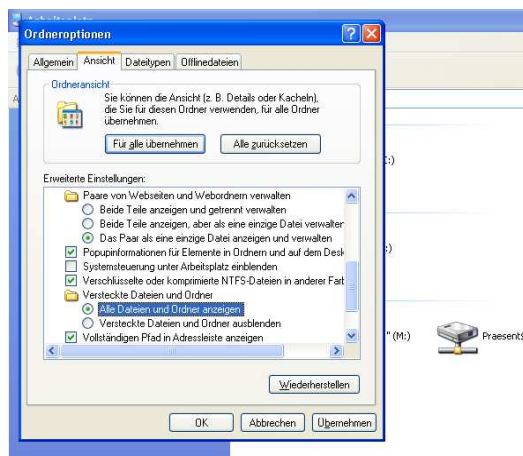 Arbeitsplatz
Ordneroptionen
Allgemein Ansicht Dateitypen Offlinedateien
Ordneransicht
Sie können die Ansicht (z. B. Details oder Kacheln),
die Sie für diesen Ordner verwenden, für alle Ordner
übernehmen.
Für alle übernehmen Alle zurücksetzen
:)
Erweiterte Einstellungen:
Paare von Webseiten und Webordnern verwalten
Beide Teile anzeigen und getrennt verwalten
Beide Teile anzeigen, aber als eine einzige Datei verwalten
Das Paar als eine einzige Datei anzeigen und verwalten
Popupinformationen für Elemente in Ordnern und auf dem Desk
:)
Systemsteuerung unter Arbeitsplatz einblenden
Verschlüsselte oder komprimierte NTFS-Dateien in anderer Farb
Versteckte Dateien und Ordner
Alle Dateien und Ordner anzeigen
Versteckte Dateien und Ordner ausblenden
Vollständigen Pfad in Adressleiste anzeigen
" (M:) Praesent$
Wiederherstellen
OK Abbrechen Übernehmen